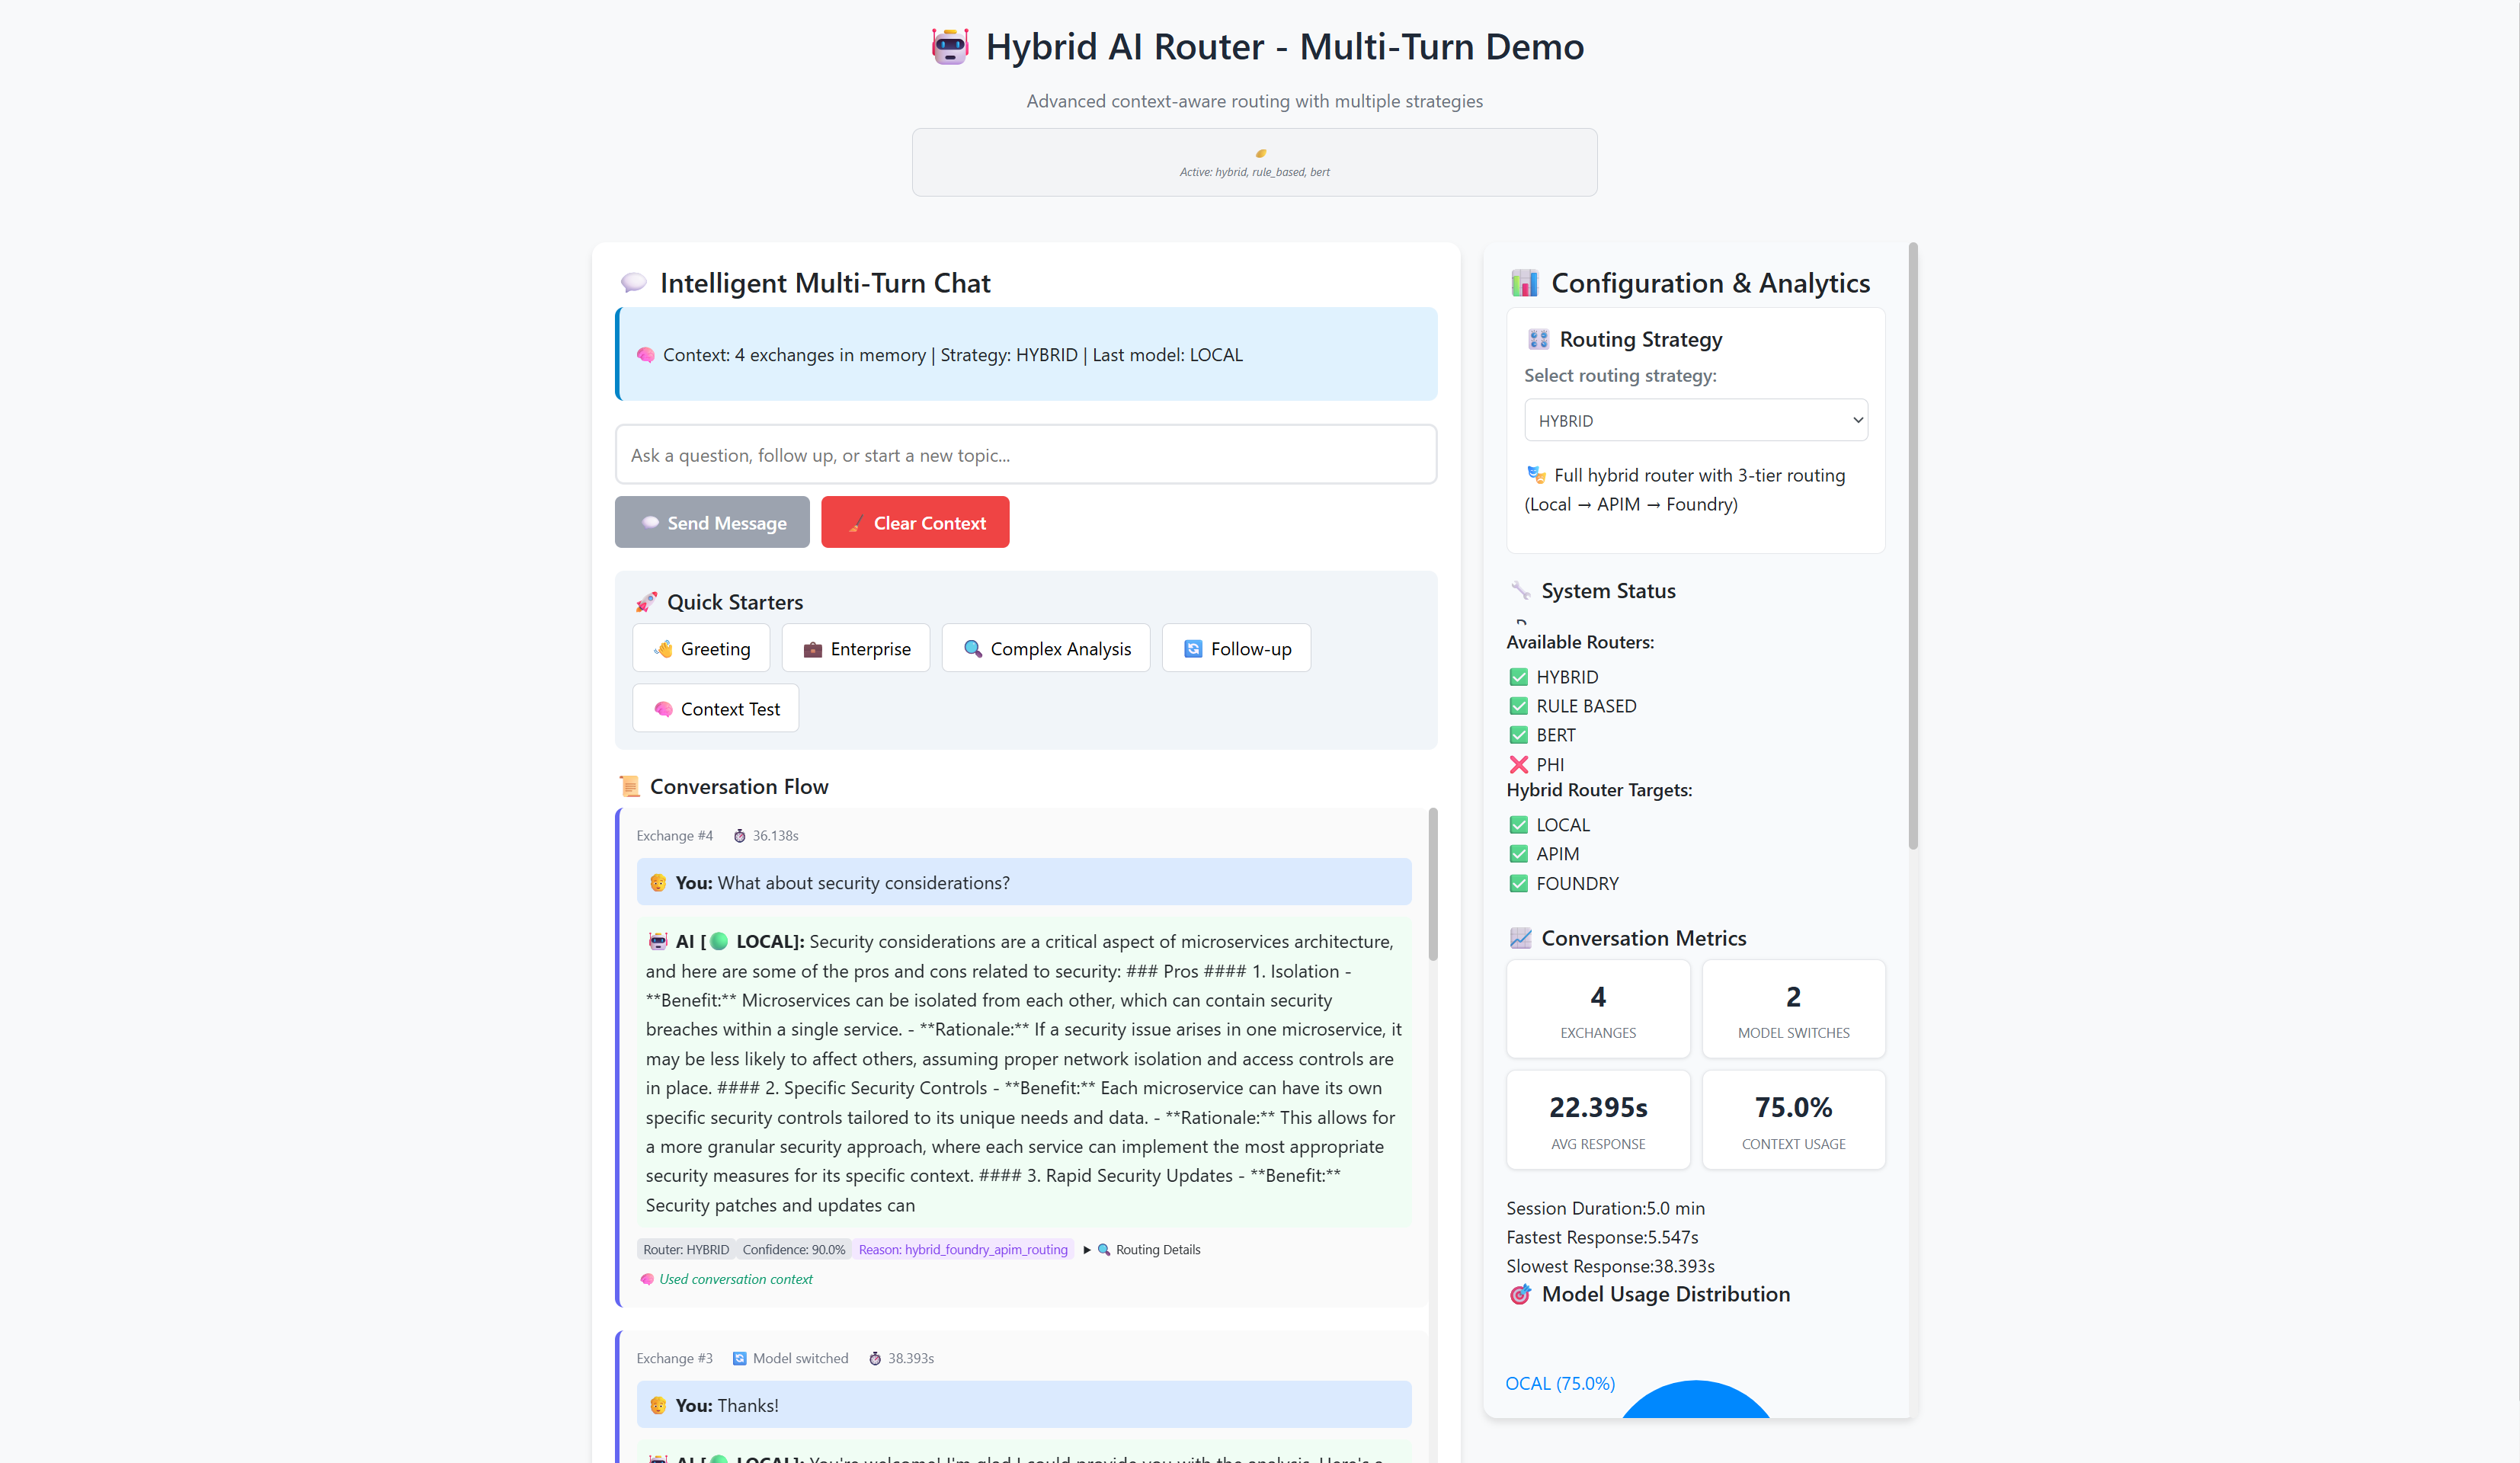 Hybrid AI Router - Multi-Turn Demo
Advanced context-aware routing with multiple strategies
Active: hybrid, rule_based, bert
Intelligent Multi-Turn Chat
Context: 4 exchanges in memory | Strategy: HYBRID | Last model: LOCAL
Ask a question, follow up, or start a new topic...
Send Message
Clear Context
Quick Starters
Greeting
Enterprise
Complex Analysis
Follow-up
Context Test
Conversation Flow
Exchange #4 36.138s
You: What about security considerations?
AI [ LOCAL]: Security considerations are a critical aspect of microservices architecture,
and here are some of the pros and cons related to security: ### Pros #### 1. Isolation -
**Benefit:** Microservices can be isolated from each other, which can contain security
breaches within a single service. - **Rationale:** If a security issue arises in one microservice, it
may be less likely to affect others, assuming proper network isolation and access controls are
in place. #### 2. Specific Security Controls - **Benefit:** Each microservice can have its own
specific security controls tailored to its unique needs and data. - **Rationale:** This allows for
a more granular security approach, where each service can implement the most appropriate
security measures for its specific context. #### 3. Rapid Security Updates - **Benefit:**
Security patches and updates can
Router: HYBRID Confidence: 90.0% Reason: hybrid_foundry_apim_routing Routing Details
Used conversation context
Exchange #3 Model switched 38.393s
You: Thanks!
AI [ LOCAL]: You're welcome! I'm glad I could provide you with the analysis. Here's a
Configuration & Analytics
Routing Strategy
Select routing strategy:
HYBRID
Full hybrid router with 3-tier routing
(Local → APIM → Foundry)
System Status
Available Routers:
HYBRID
RULE BASED
BERT
PHI
Hybrid Router Targets:
LOCAL
APIM
FOUNDRY
Conversation Metrics
4
EXCHANGES
2
MODEL SWITCHES
22.395s
AVG RESPONSE
75.0%
CONTEXT USAGE
Session Duration:5.0 min
Fastest Response:5.547s
Slowest Response:38.393s
Model Usage Distribution
OCAL (75.0%)